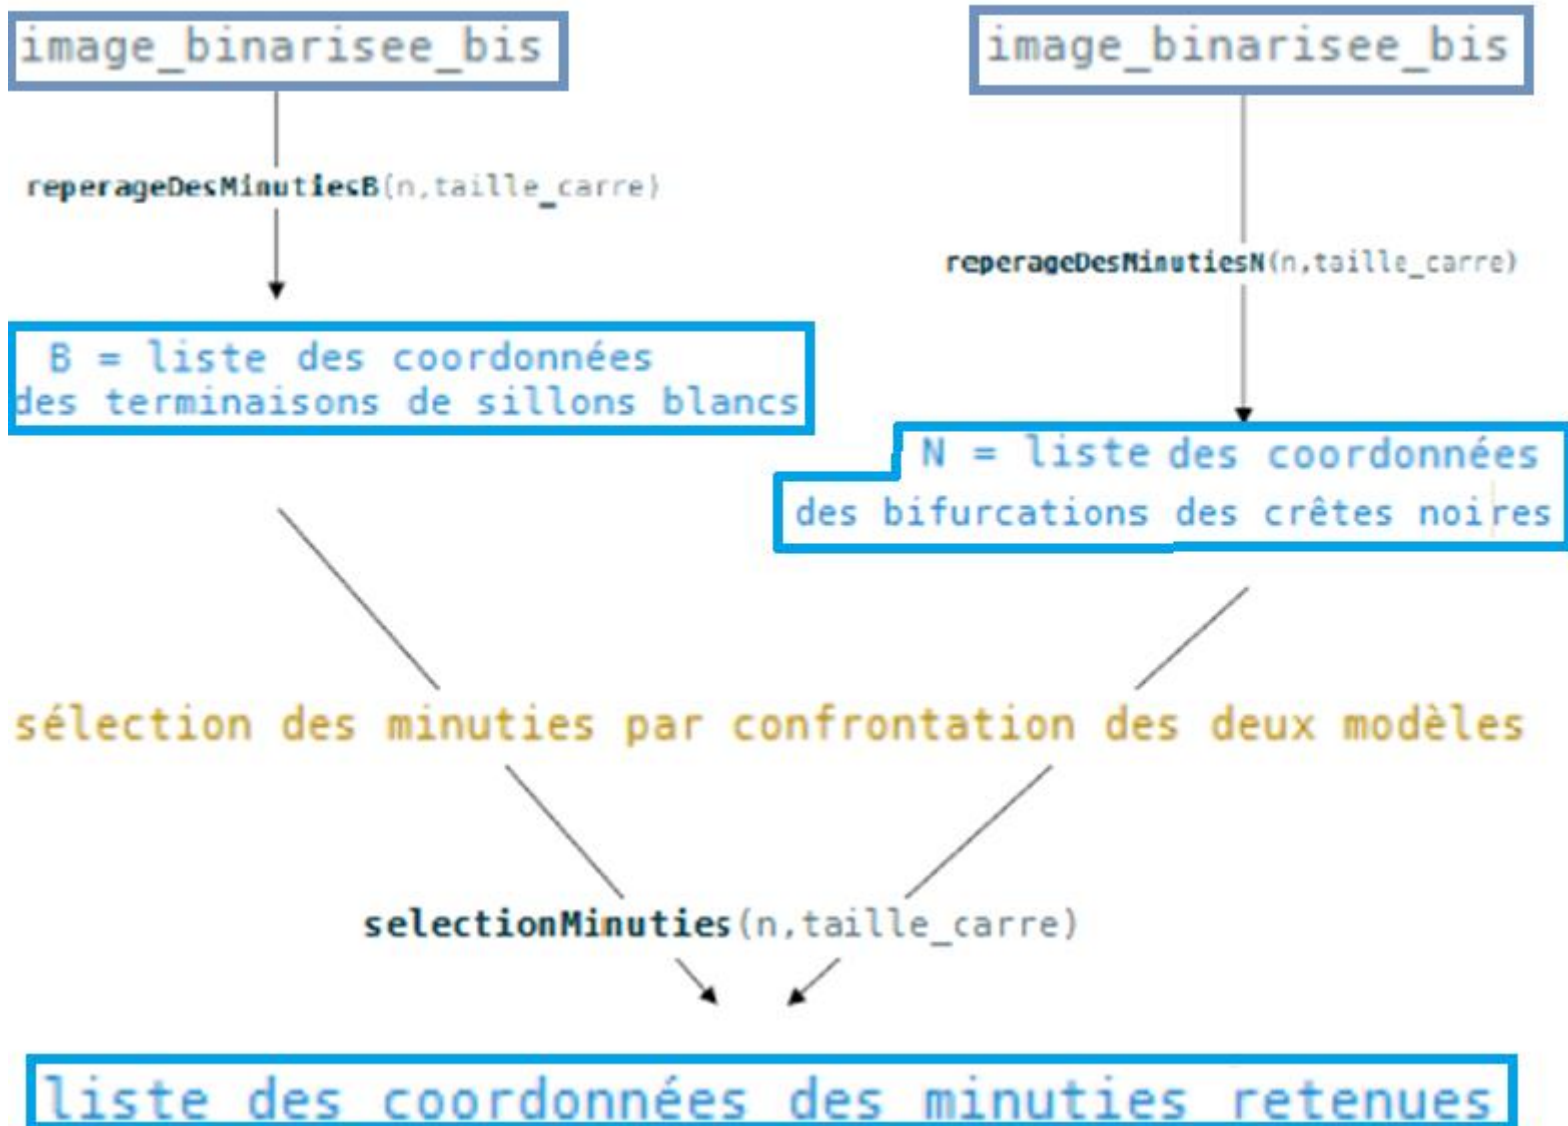 image_binarisee_bis
image_binarisee_bis
reperageDesMinutiesB(n,taille_carre)
reperageDesMinutiesN(n,taille_carre)
B = liste des coordonnées
des terminaisons de sillons blancs
N = liste des coordonnées
des bifurcations des crêtes noires
sélection des minuties par confrontation des deux modèles
selectionMinuties(n,taille_carre)
liste des coordonnées des minuties retenues